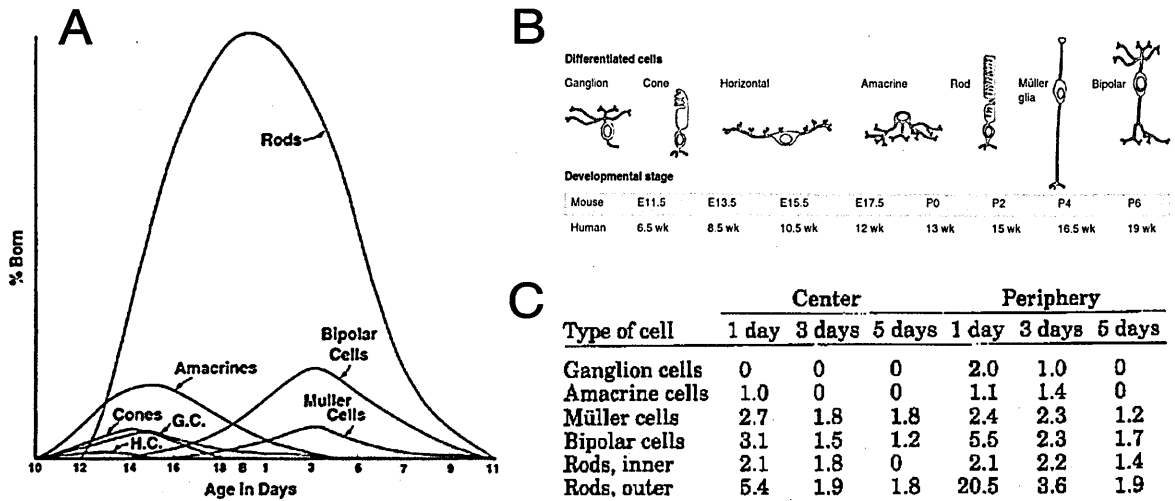 A
% Born
Rods
Amacrines
Bipolar
Cells
Cones
G.C.
Muller
Cells
H.C.
10 12 14 16 18 B 1 3 5 7 9 11
Age in Days
B
Differentiated cells
Ganglion Cone Horizontal Amacrine Rod Müller Bipolar
glia
Developmental stage
Mouse E11.5 E13.5 E15.5 E17.5 P0 P2 P4 P6
Human 6.5 wk 8.5 wk 10.5 wk 12 wk 13 wk 15 wk 16.5 wk 19 wk
C
Center Periphery
Type of cell 1 day 3 days 5 days 1 day 3 days 5 days
Ganglion cells 0 0 0 2.0 1.0 0
Amacrine cells 1.0 0 0 1.1 1.4 0
Müller cells 2.7 1.8 1.8 2.4 2.3 1.2
Bipolar cells 3.1 1.5 1.2 5.5 2.3 1.7
Rods, inner 2.1 1.8 0 2.1 2.2 1.4
Rods, outer 5.4 1.9 1.8 20.5 3.6 1.9